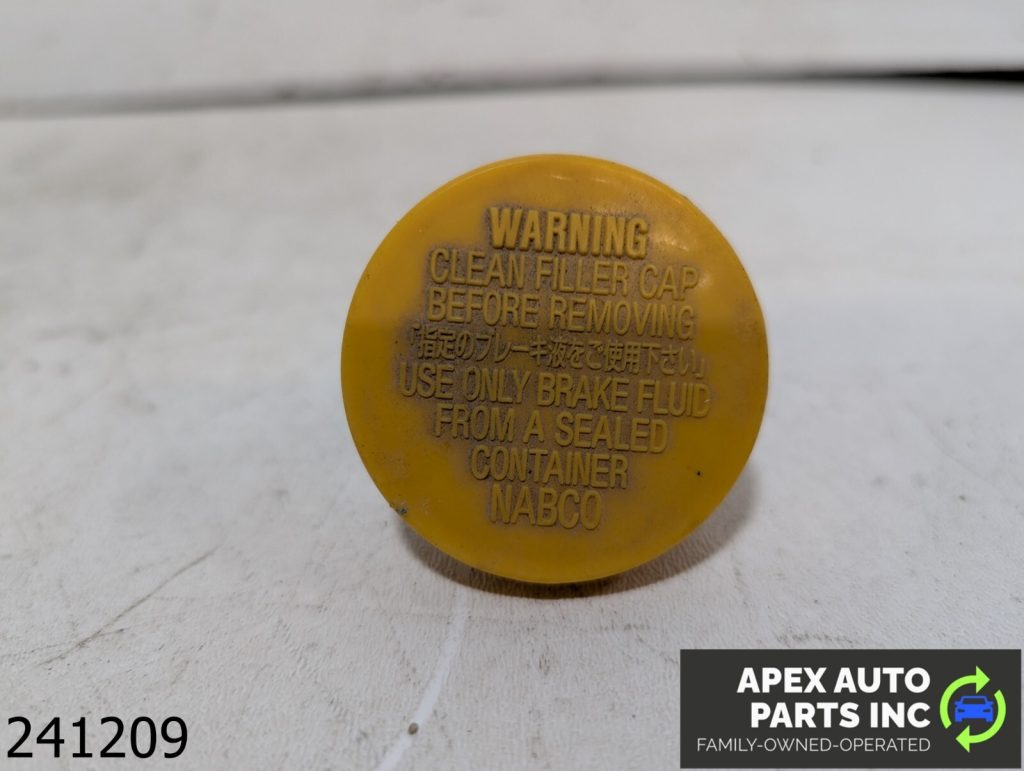 WARNING
CLEAN FILLER CAP
BEFORE REMOVING
「指定のブレーキ液をご使用下さい」
USE ONLY BRAKE FLUID
FROM A SEALED
CONTAINER
NABCO
241209
APEX AUTO
PARTS INC
FAMILY-OWNED-OPERATED